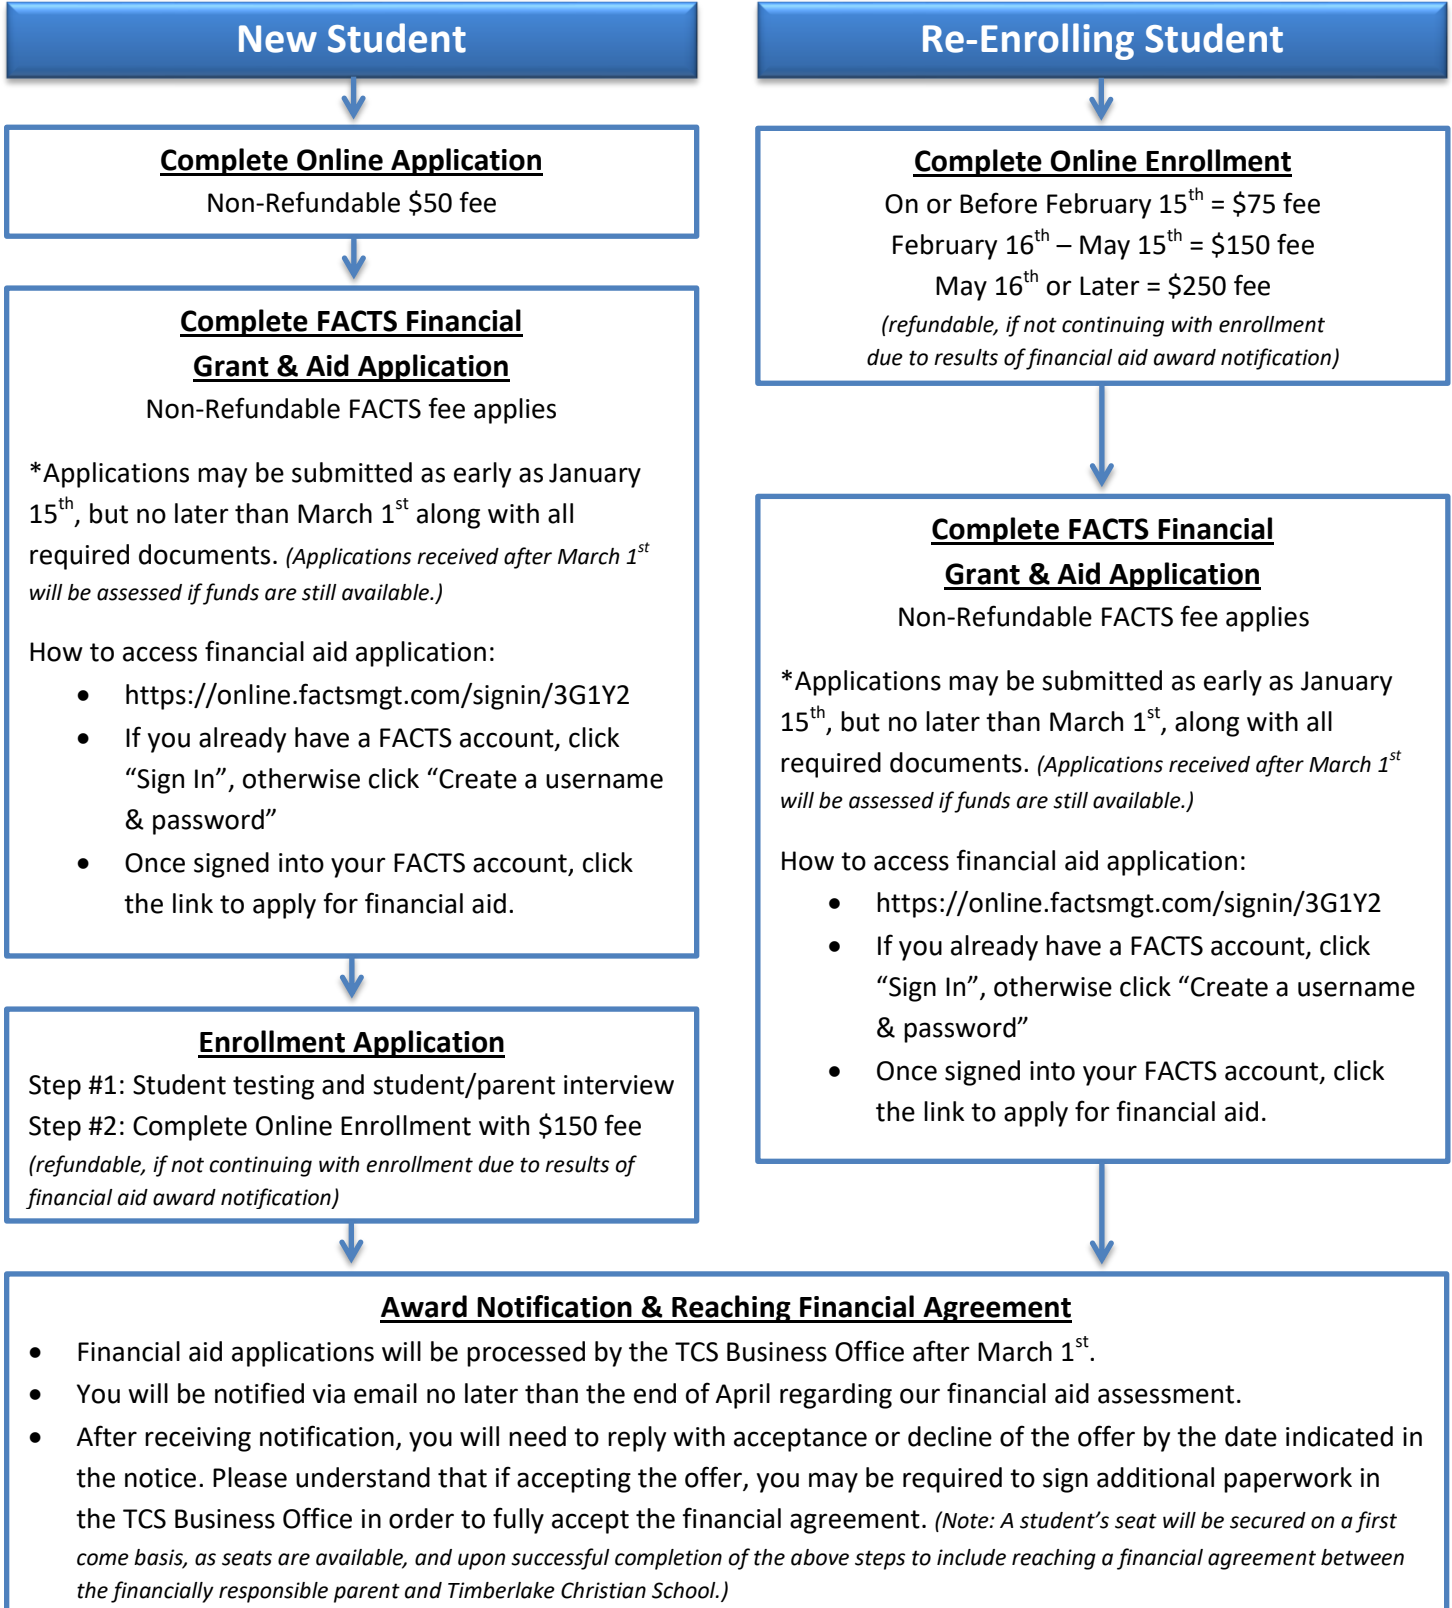 New Student
Complete Online Application
Non-Refundable $50 fee
Complete FACTS Financial
Grant & Aid Application
Non-Refundable FACTS fee applies
*Applications may be submitted as early as January
15th, but no later than March 1st along with all
required documents. (Applications received after March 1st
will be assessed if funds are still available.)
How to access financial aid application:
• https://online.factsmgt.com/signin/3G1Y2
• If you already have a FACTS account, click
“Sign In”, otherwise click “Create a username
& password”
• Once signed into your FACTS account, click
the link to apply for financial aid.
Enrollment Application
Step #1: Student testing and student/parent interview
Step #2: Complete Online Enrollment with $150 fee
(refundable, if not continuing with enrollment due to results of
financial aid award notification)
Re-Enrolling Student
Complete Online Enrollment
On or Before February 15th = $75 fee
February 16th – May 15th = $150 fee
May 16th or Later = $250 fee
(refundable, if not continuing with enrollment
due to results of financial aid award notification)
Complete FACTS Financial
Grant & Aid Application
Non-Refundable FACTS fee applies
*Applications may be submitted as early as January
15th, but no later than March 1st, along with all
required documents. (Applications received after March 1st
will be assessed if funds are still available.)
How to access financial aid application:
• https://online.factsmgt.com/signin/3G1Y2
• If you already have a FACTS account, click
“Sign In”, otherwise click “Create a username
& password”
• Once signed into your FACTS account, click
the link to apply for financial aid.
Award Notification & Reaching Financial Agreement
• Financial aid applications will be processed by the TCS Business Office after March 1st.
• You will be notified via email no later than the end of April regarding our financial aid assessment.
• After receiving notification, you will need to reply with acceptance or decline of the offer by the date indicated in
the notice. Please understand that if accepting the offer, you may be required to sign additional paperwork in
the TCS Business Office in order to fully accept the financial agreement. (Note: A student’s seat will be secured on a first
come basis, as seats are available, and upon successful completion of the above steps to include reaching a financial agreement between
the financially responsible parent and Timberlake Christian School.)